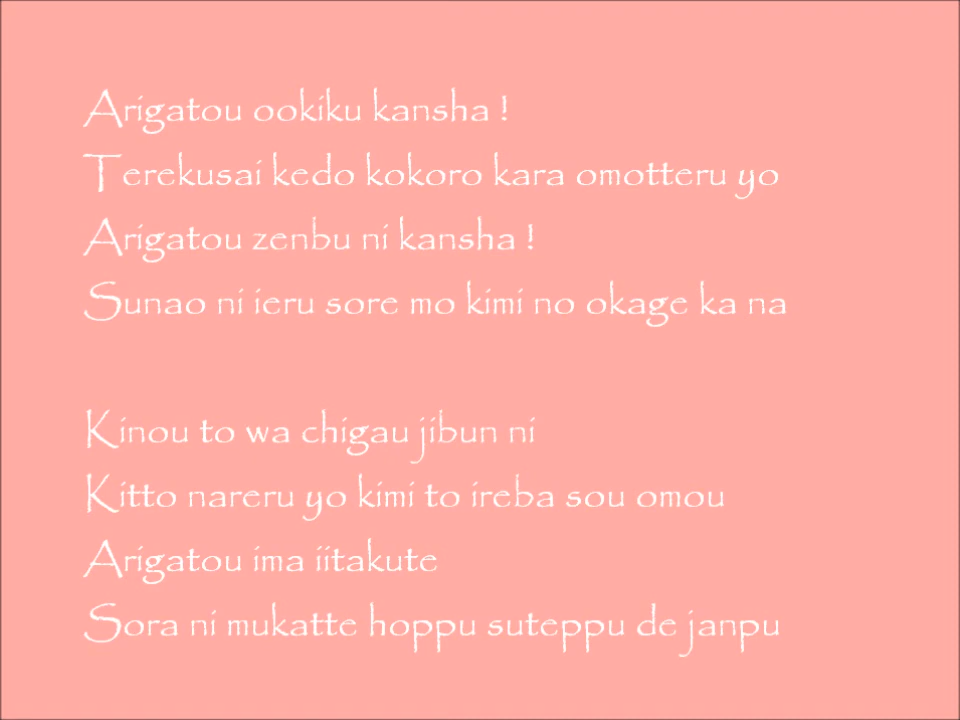 Arigatou ookiku kansha !
Terekusai kedo kokoro kara omotteru yo
Arigatou zenbu ni kansha !
Sunao ni ieru sore mo kimi no okage ka na
Kinou to wa chigau jibun ni
Kitto nareru yo kimi to ireba sou omou
Arigatou ima iitakute
Sora ni mukatte hoppu suteppu de janpu